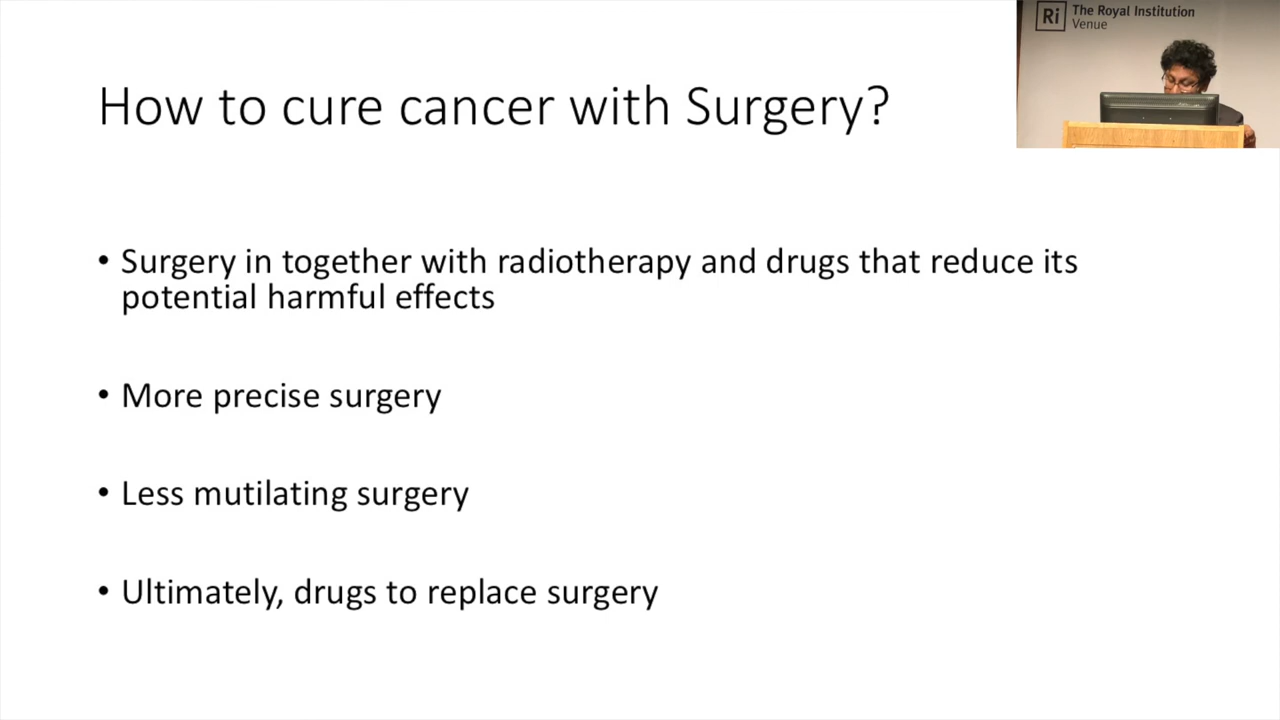 Ri The Royal Institution
Venue
How to cure cancer with Surgery?
• Surgery in together with radiotherapy and drugs that reduce its
potential harmful effects
• More precise surgery
• Less mutilating surgery
• Ultimately, drugs to replace surgery